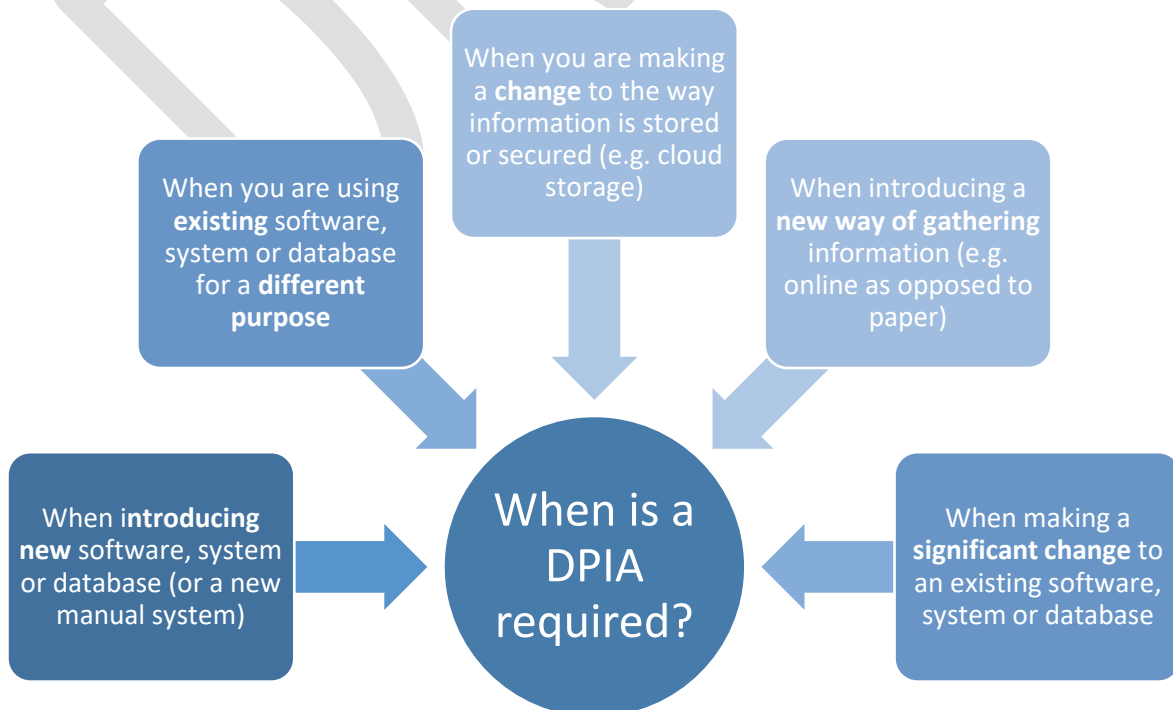 When you are making
a change to the way
information is stored
or secured (e.g. cloud
storage)
When you are using
existing software,
system or database
for a different
purpose
When introducing a
new way of gathering
information (e.g.
online as opposed to
paper)
When introducing
new software, system
or database (or a new
manual system)
When is a
DPIA
required?
When making a
significant change to
an existing software,
system or database